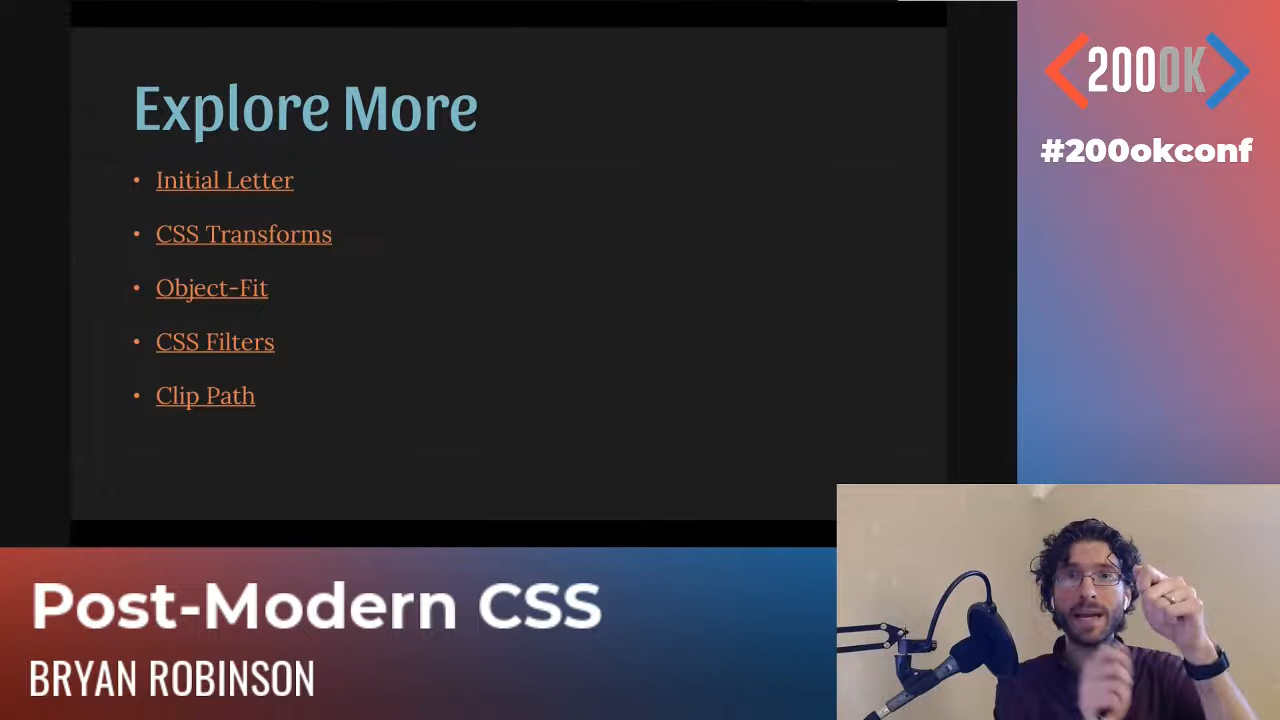 Explore More
• Initial Letter
• CSS Transforms
• Object-Fit
• CSS Filters
• Clip Path
<200OK>
#200okconf
Post-Modern CSS
BRYAN ROBINSON